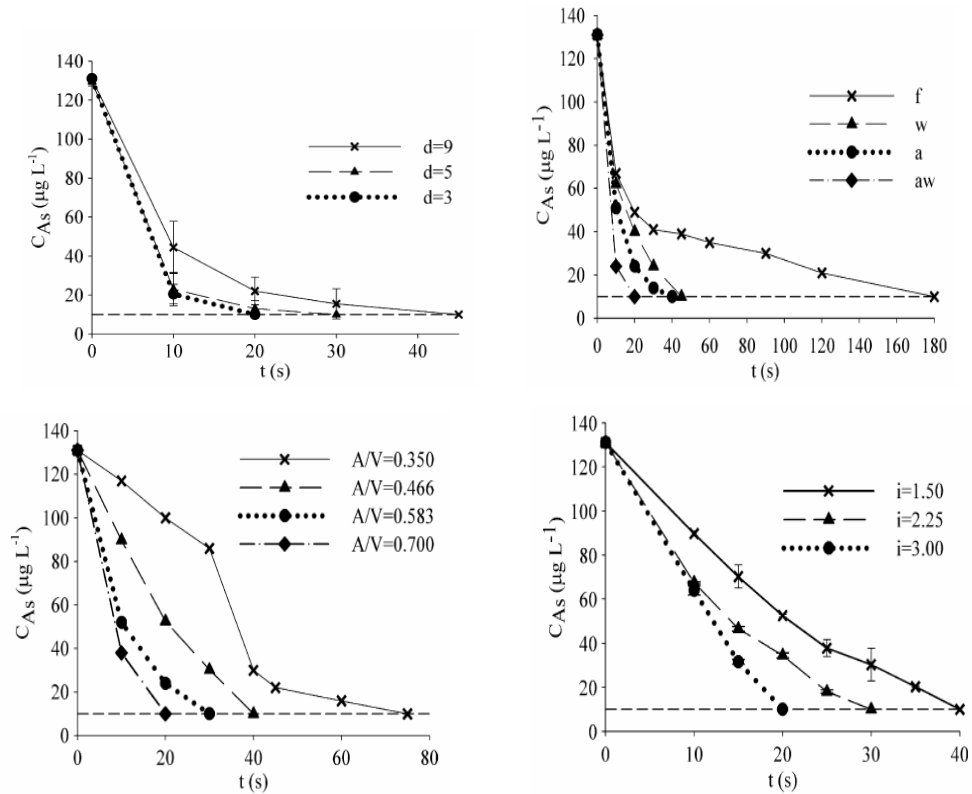 140
120
100
80
60
40
20
0
C_As (µg L⁻¹)
d=9
d=5
d=3
0 10 20 30 40
t (s)
140
120
100
80
60
40
20
0
C_As (µg L⁻¹)
f
w
a
aw
0 20 40 60 80 100 120 140 160 180
t (s)
140
120
100
80
60
40
20
0
C_As (µg L⁻¹)
A/V=0.350
A/V=0.466
A/V=0.583
A/V=0.700
0 20 40 60 80
t (s)
140
120
100
80
60
40
20
0
C_As (µg L⁻¹)
i=1.50
i=2.25
i=3.00
0 10 20 30 40
t (s)